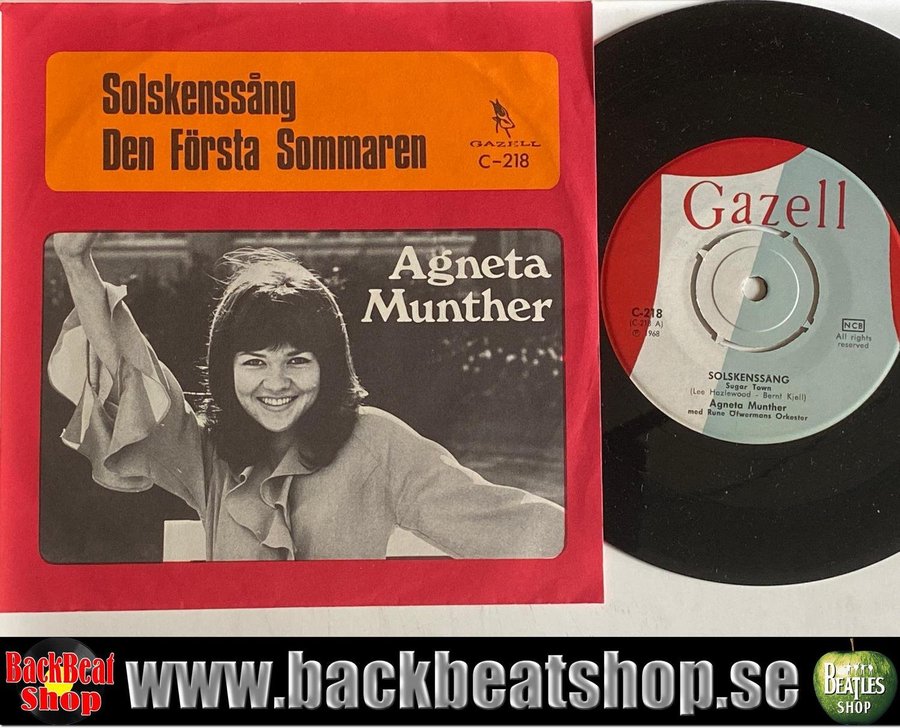 Solskenssång
Den Första Sommaren
GAZELL
C-218
Agneta
Munther
Gazell
C-218
(C-218 A)
℗ 1968
NCB
All rights
reserved
SOLSKENSSÅNG
Sugar Town
(Lee Hazlewood - Bernt Kjell)
Agneta Munther
med Rune Öfwermans Orkester
BackBeat
Shop
www.backbeatshop.se
BEATLES
SHOP